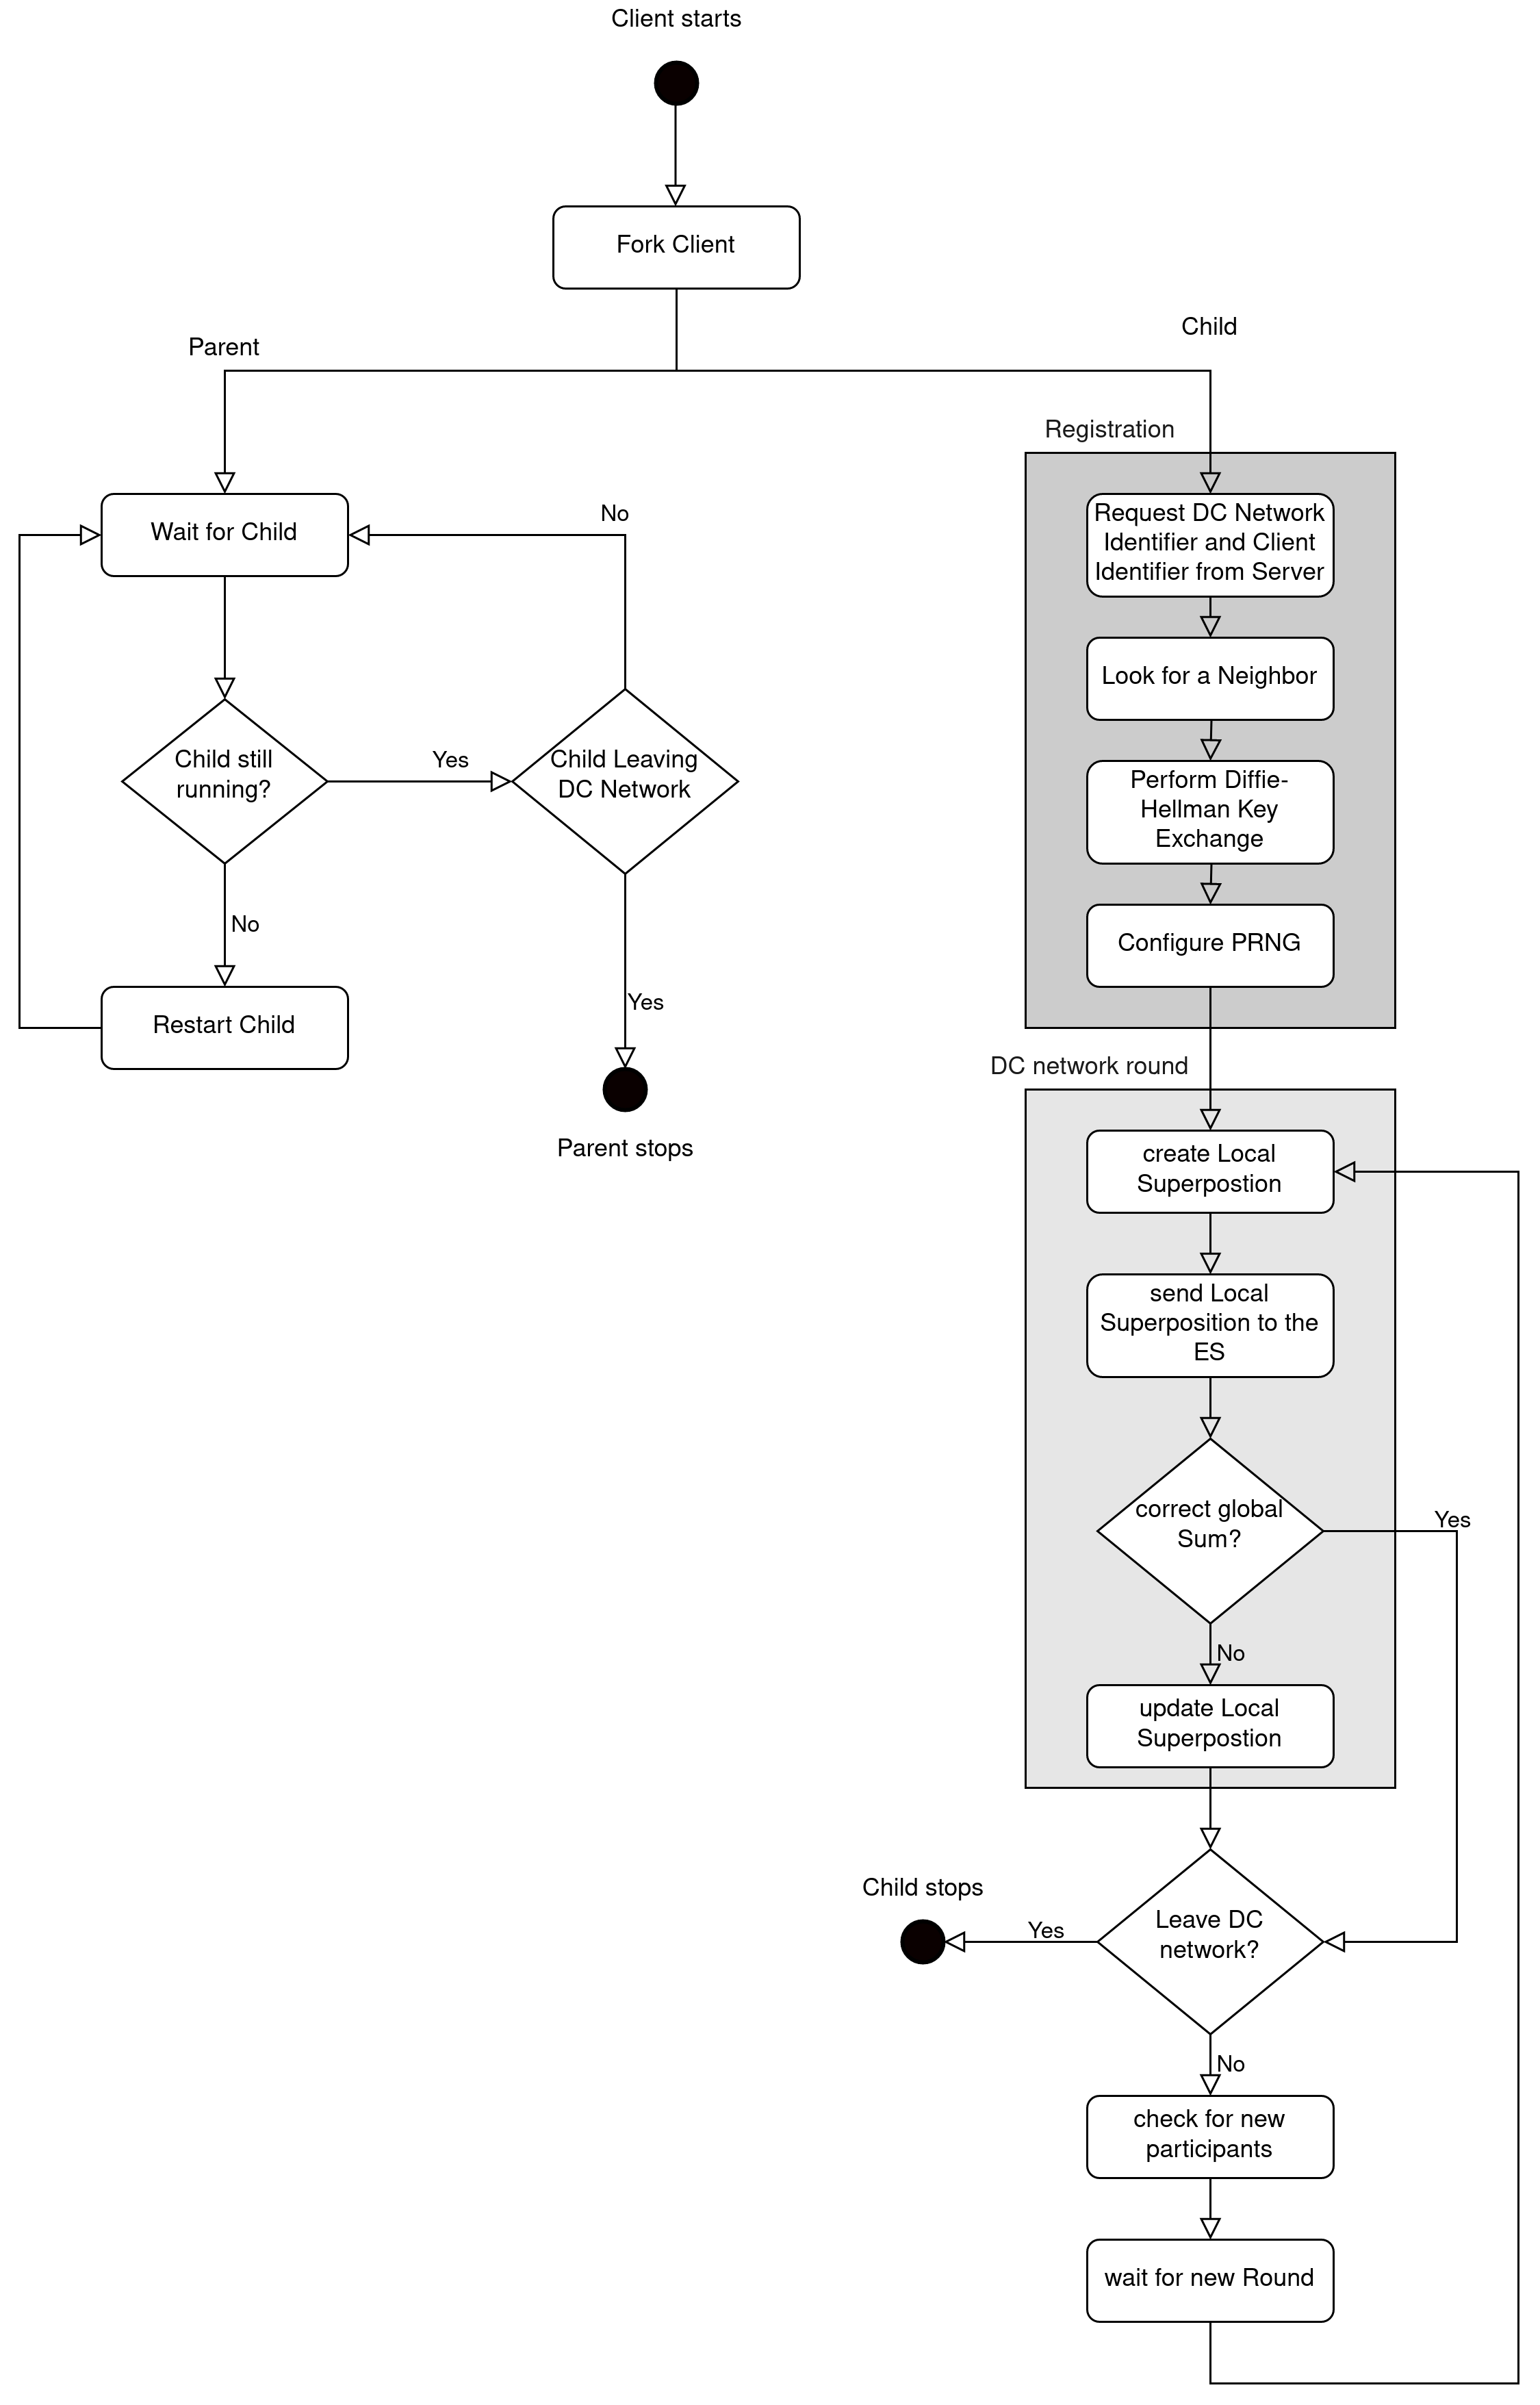 Client starts
Fork Client
Parent
Child
Wait for Child
No
Child still
running?
Yes
Child Leaving
DC Network
No
Restart Child
Yes
Parent stops
Registration
Request DC Network
Identifier and Client
Identifier from Server
Look for a Neighbor
Perform Diffie-
Hellman Key
Exchange
Configure PRNG
DC network round
create Local
Superpostion
send Local
Superposition to the
ES
correct global
Sum?
Yes
No
update Local
Superpostion
Child stops
Yes
Leave DC
network?
No
check for new
participants
wait for new Round